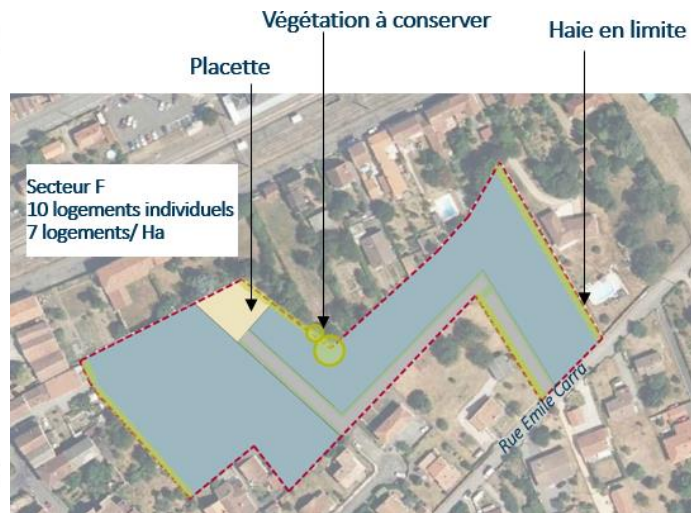 Végétation à conserver
Haie en limite
Placette
Secteur F
10 logements individuels
7 logements/ Ha
Rue Emile Carra